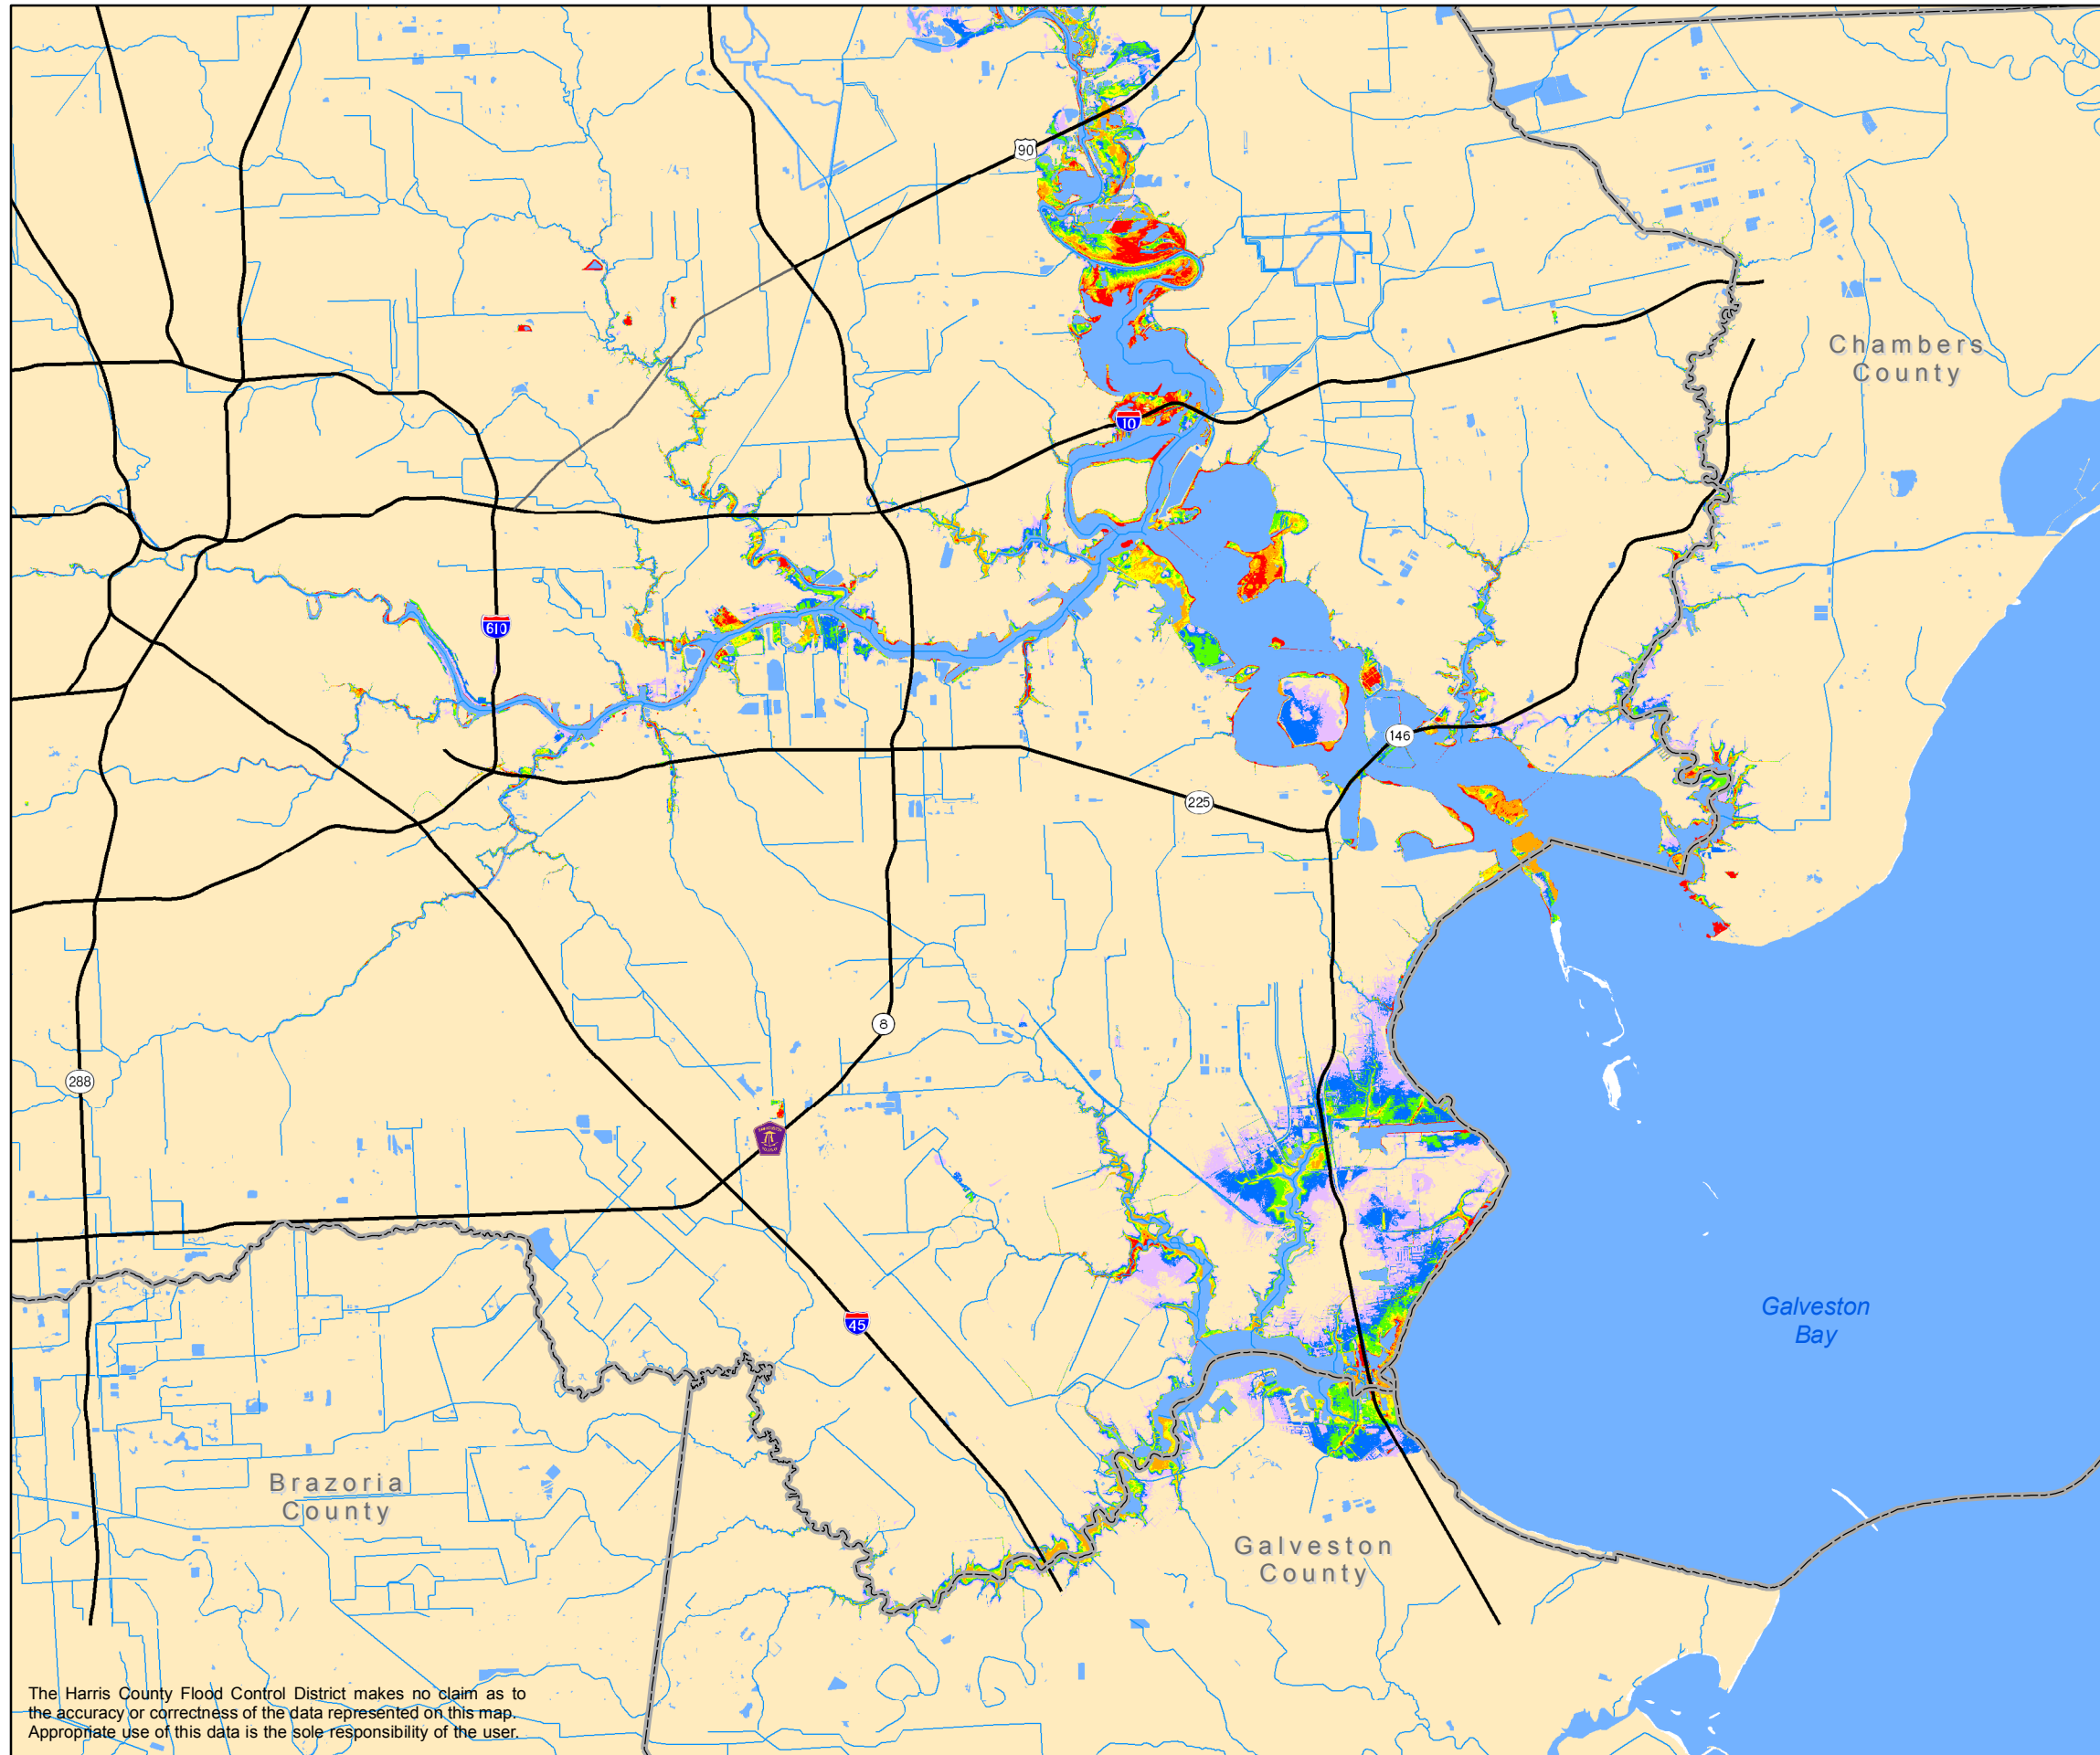 90
Chambers
County
10
610
146
225
8
288
Galveston
Bay
45
Brazoria
County
Galveston
County
The Harris County Flood Control District makes no claim as to
the accuracy or correctness of the data represented on this map.
Appropriate use of this data is the sole responsibility of the user.